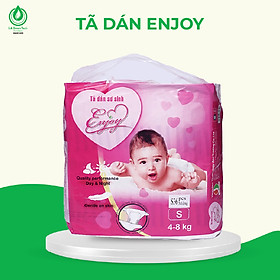 TÃ DÁN ENJOY
Tã dán sơ sinh
Enjoy
Quality performance
Day & Night
S
4-8 kg